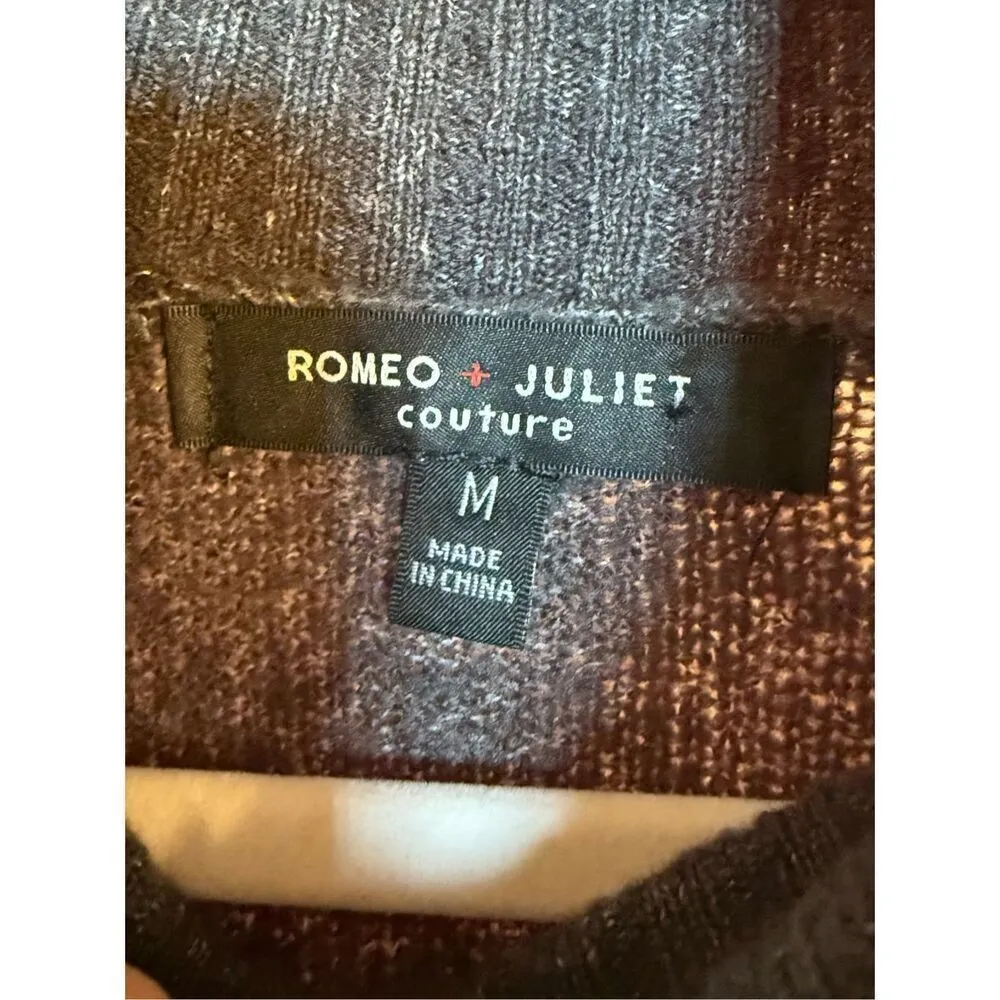 ROMEO + JULIET
couture
M
MADE
IN CHINA